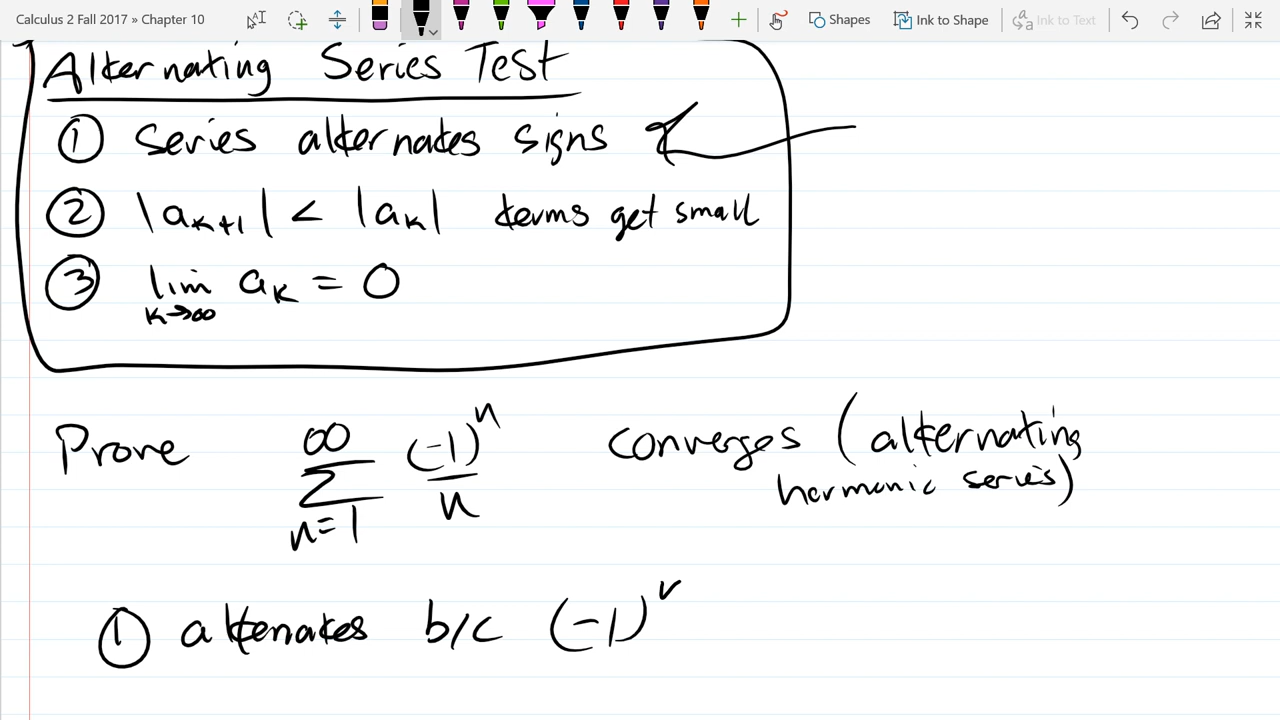 Calculus 2 Fall 2017 » Chapter 10
Shapes
Ink to Shape
Ink to Text
Alternating Series Test
① series alternates signs
② |aₖ₊₁| < |aₖ| terms get small
③ lim aₖ = 0
k→∞
Prove ∞ ∑ n=1 (-1)ⁿ/n converges (alternating
harmonic series)
① altenates b/c (-1)